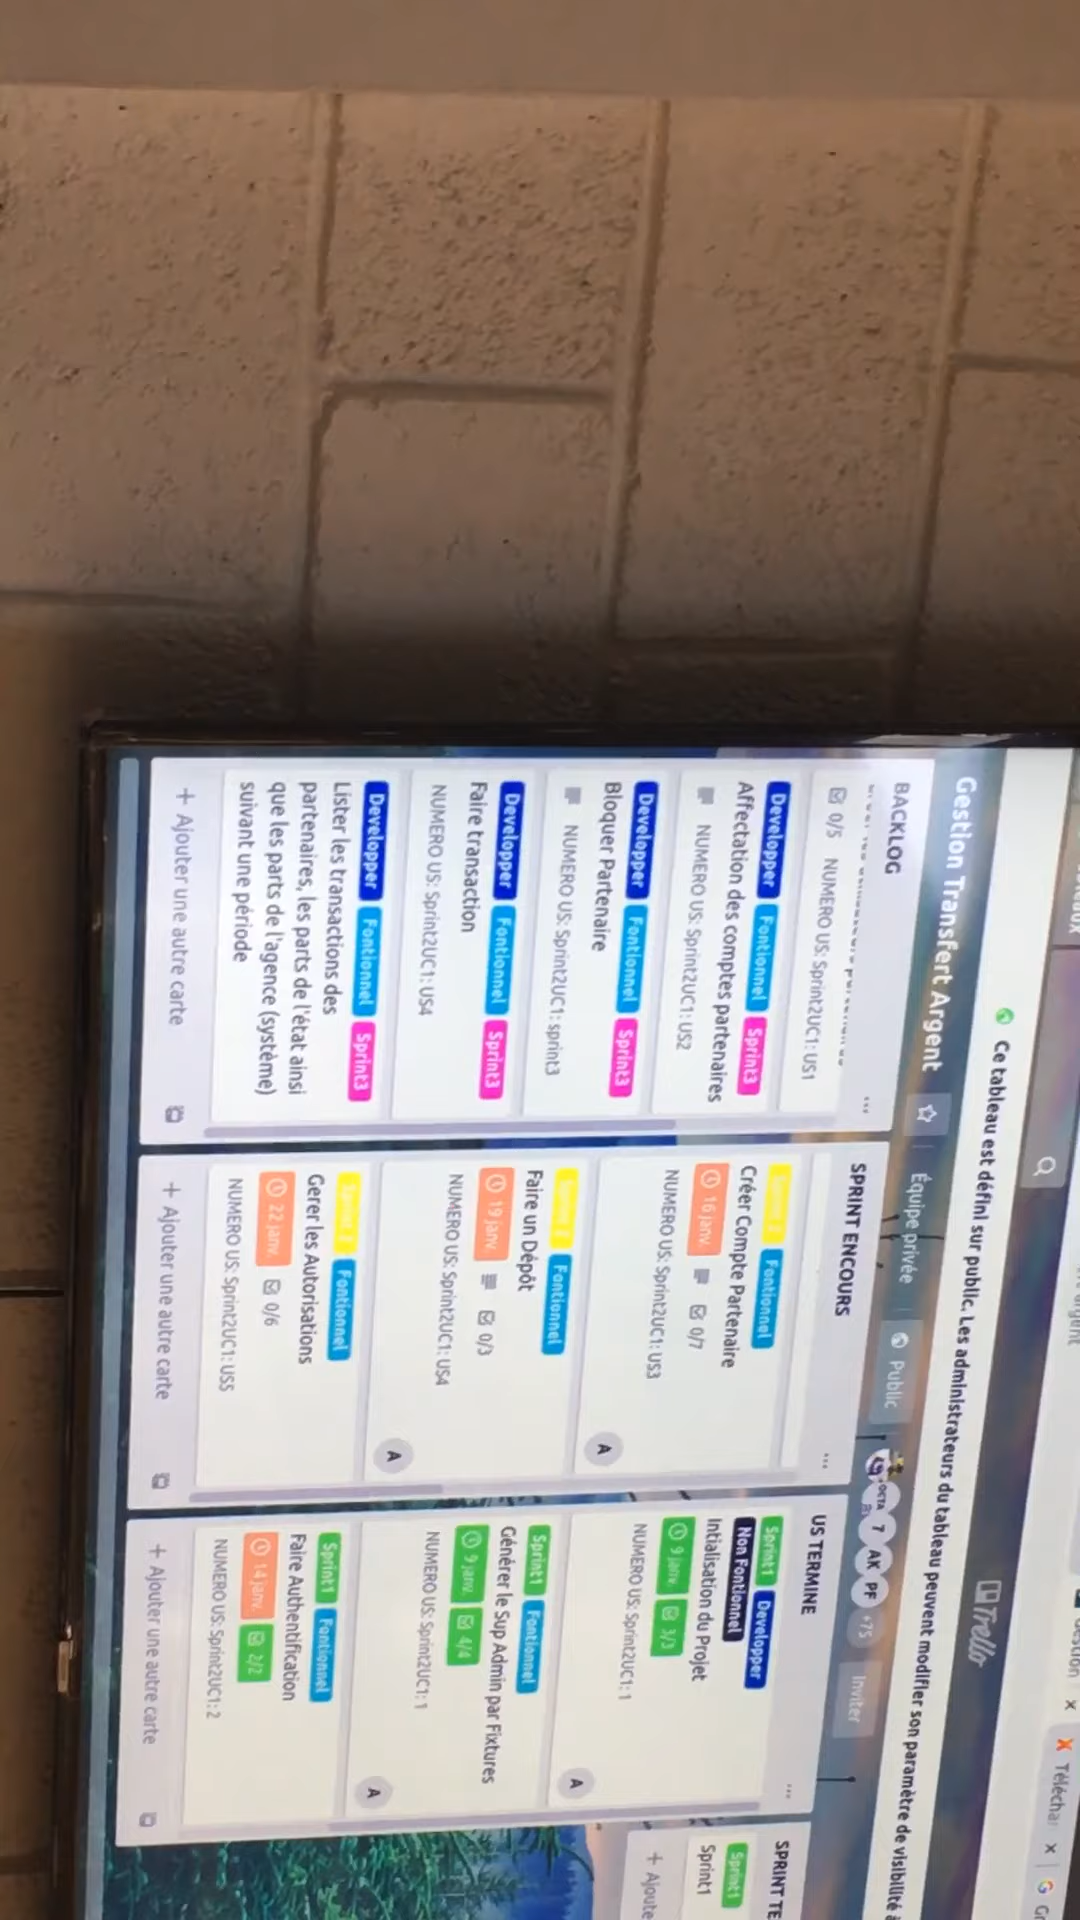 Téléchar
Trello
Ce tableau est défini sur public. Les administrateurs du tableau peuvent modifier son paramètre de visibilité à
Gestion Transfert Argent
Équipe privée
Public
7
AK
PF
+75
Inviter
BACKLOG
0/5 NUMERO US: Sprint2UC1: US1
Developper Fontionnel Sprint3
Affectation des comptes partenaires
NUMERO US: Sprint2UC1: US2
Developper Fontionnel Sprint3
Bloquer Partenaire
NUMERO US: Sprint2UC1: sprint3
Developper Fontionnel Sprint3
Faire transaction
NUMERO US: Sprint2UC1: US4
Developper Fontionnel Sprint3
Lister les transactions des
partenaires, les parts de l'état ainsi
que les parts de l'agence (système)
suivant une période
+ Ajouter une autre carte
SPRINT ENCOURS
Fontionnel
Créer Compte Partenaire
16 janv. 0/7
NUMERO US: Sprint2UC1: US3
A
Fontionnel
Faire un Dépôt
19 janv. 0/3
NUMERO US: Sprint2UC1: US4
A
Fontionnel
Gerer les Autorisations
22 janv. 0/6
NUMERO US: Sprint2UC1: US5
+ Ajouter une autre carte
US TERMINE
Sprint1 Developper
Non Fontionnel
Intialisation du Projet
9 janv. 3/3
NUMERO US: Sprint2UC1: 1
A
Sprint1 Fontionnel
Générer le Sup Admin par Fixtures
9 janv. 4/4
NUMERO US: Sprint2UC1: 1
A
Sprint1 Fontionnel
Faire Authentification
14 janv. 2/2
NUMERO US: Sprint2UC1: 2
+ Ajouter une autre carte
SPRINT TE
Sprint1
Sprint1
+ Ajoute